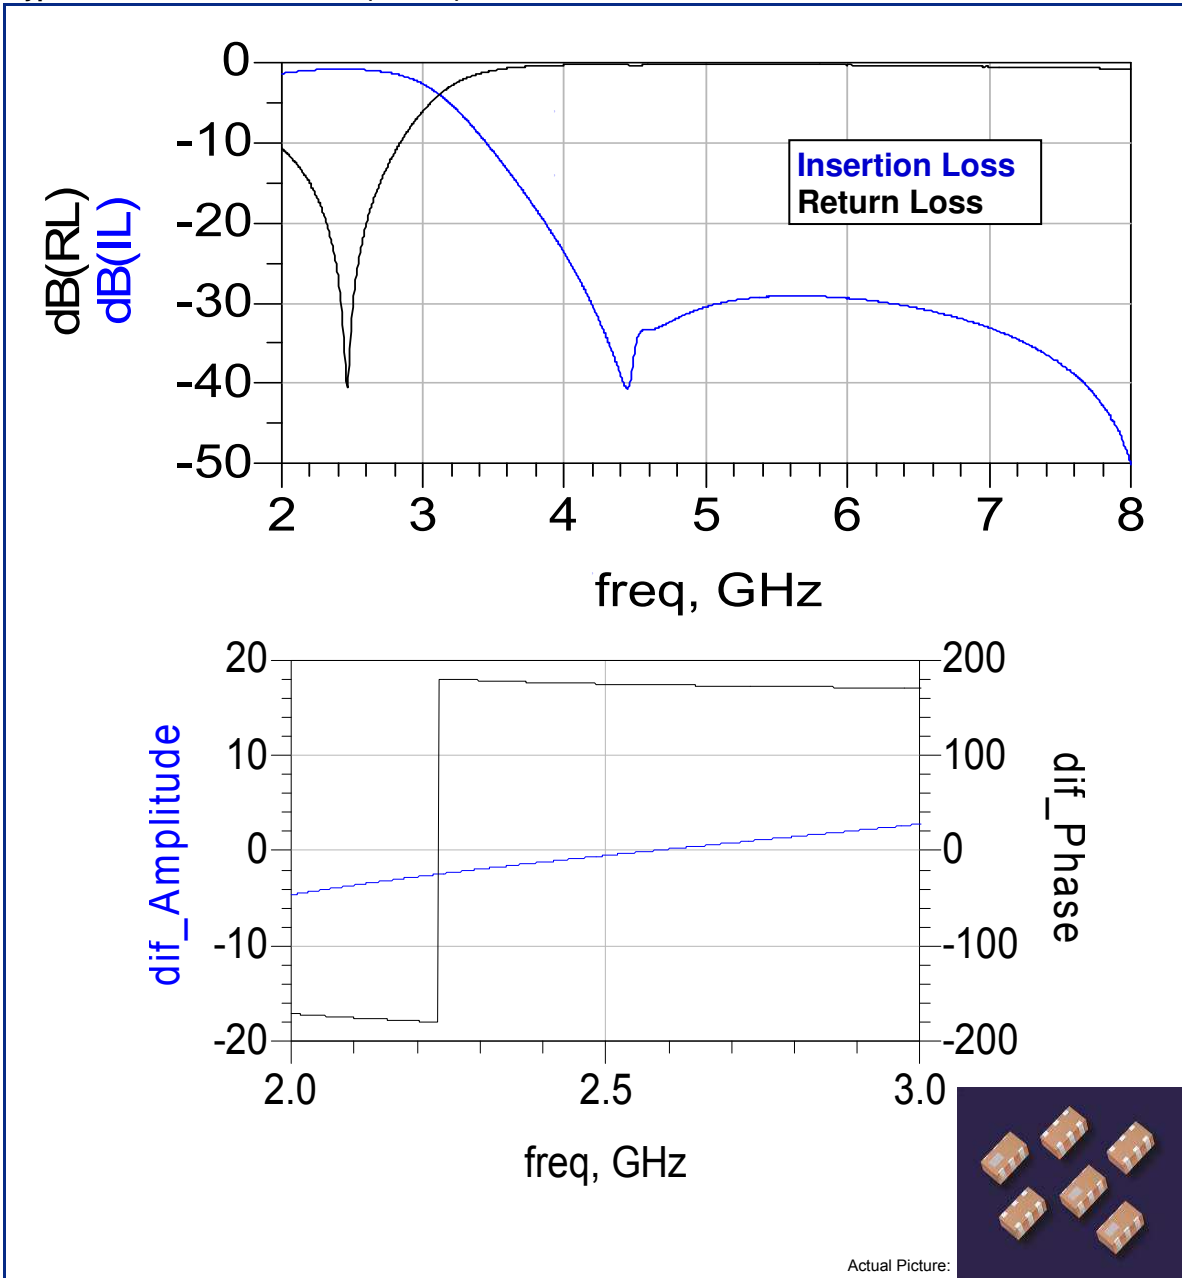 0
-10
-20
-30
-40
-50
dB(RL)
dB(IL)
Insertion Loss
Return Loss
2 3 4 5 6 7 8
freq, GHz
20
10
0
-10
-20
dif_Amplitude
200
100
0
-100
-200
dif_Phase
2.0 2.5 3.0
freq, GHz
Actual Picture: